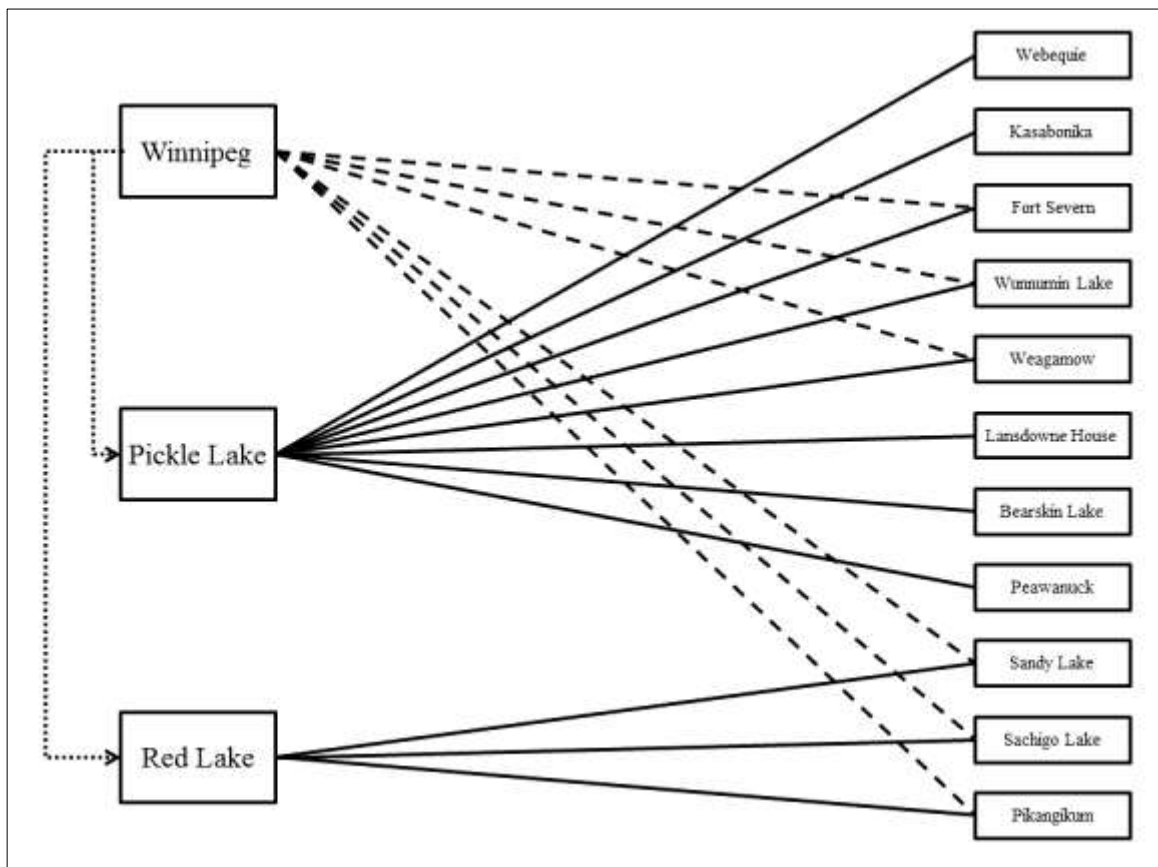 Winnipeg
Pickle Lake
Red Lake
Webequie
Kasabonika
Fort Severn
Wunnumin Lake
Weagamow
Lansdowne House
Bearskin Lake
Peawanuck
Sandy Lake
Sachigo Lake
Pikangikum